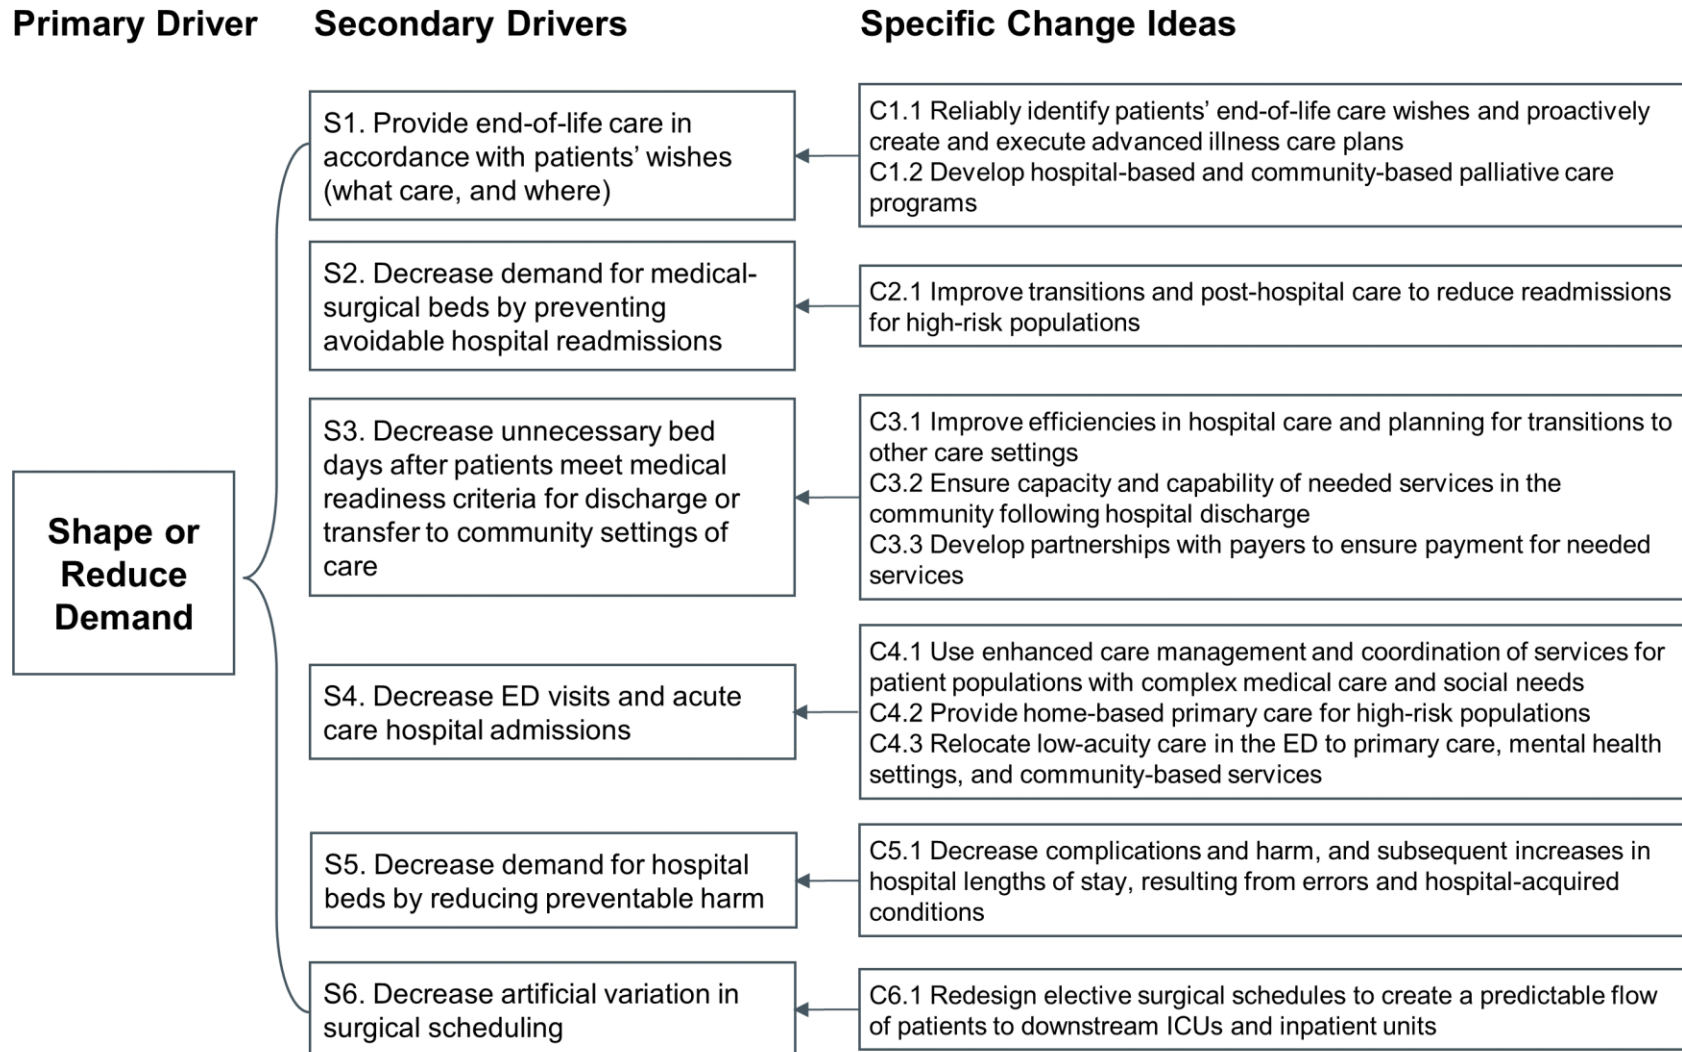 Primary Driver
Secondary Drivers
Specific Change Ideas
Shape or
Reduce
Demand
S1. Provide end-of-life care in
accordance with patients’ wishes
(what care, and where)
C1.1 Reliably identify patients’ end-of-life care wishes and proactively
create and execute advanced illness care plans
C1.2 Develop hospital-based and community-based palliative care
programs
S2. Decrease demand for medical-
surgical beds by preventing
avoidable hospital readmissions
C2.1 Improve transitions and post-hospital care to reduce readmissions
for high-risk populations
S3. Decrease unnecessary bed
days after patients meet medical
readiness criteria for discharge or
transfer to community settings of
care
C3.1 Improve efficiencies in hospital care and planning for transitions to
other care settings
C3.2 Ensure capacity and capability of needed services in the
community following hospital discharge
C3.3 Develop partnerships with payers to ensure payment for needed
services
S4. Decrease ED visits and acute
care hospital admissions
C4.1 Use enhanced care management and coordination of services for
patient populations with complex medical care and social needs
C4.2 Provide home-based primary care for high-risk populations
C4.3 Relocate low-acuity care in the ED to primary care, mental health
settings, and community-based services
S5. Decrease demand for hospital
beds by reducing preventable harm
C5.1 Decrease complications and harm, and subsequent increases in
hospital lengths of stay, resulting from errors and hospital-acquired
conditions
S6. Decrease artificial variation in
surgical scheduling
C6.1 Redesign elective surgical schedules to create a predictable flow
of patients to downstream ICUs and inpatient units